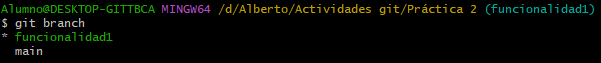 Alumno@DESKTOP-GITTBCA MINGW64 /d/Alberto/Actividades git/Práctica 2 (funcionalidad1)
$ git branch
* funcionalidad1
  main